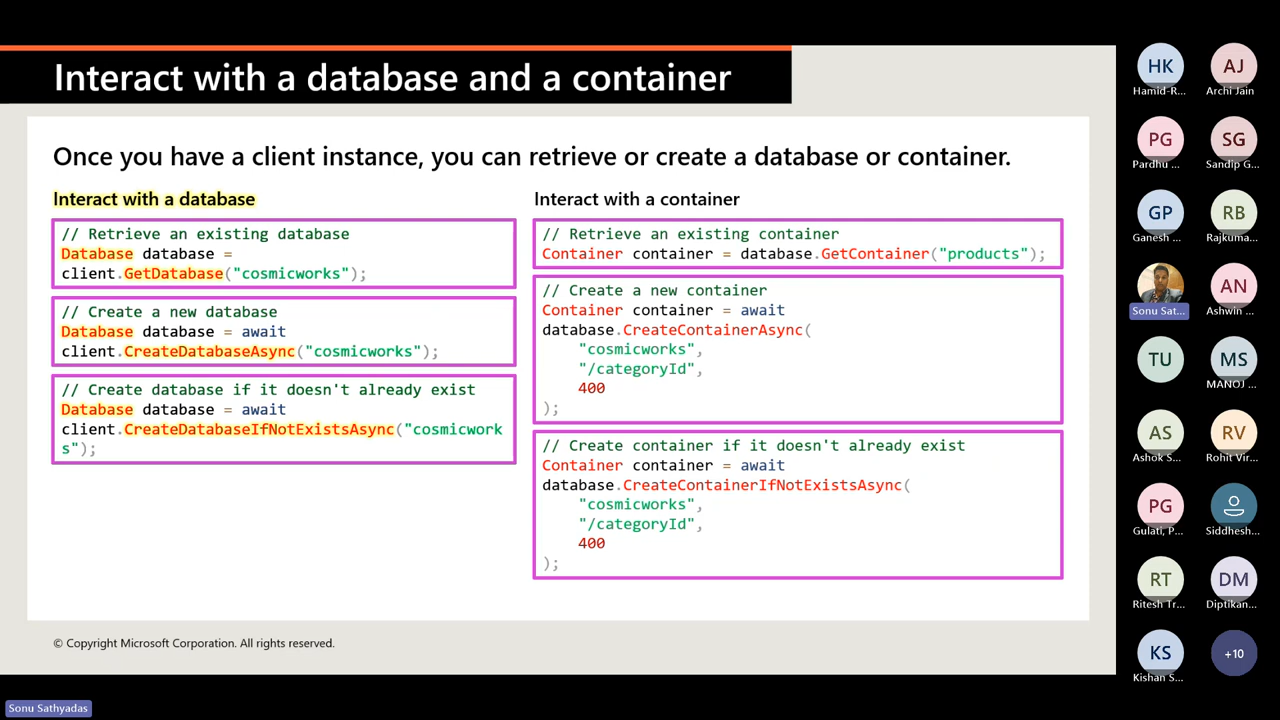 Interact with a database and a container
Once you have a client instance, you can retrieve or create a database or container.
Interact with a database
// Retrieve an existing database
Database database =
client.GetDatabase("cosmicworks");
// Create a new database
Database database = await
client.CreateDatabaseAsync("cosmicworks");
// Create database if it doesn't already exist
Database database = await
client.CreateDatabaseIfNotExistsAsync("cosmicwork
s");
Interact with a container
// Retrieve an existing container
Container container = database.GetContainer("products");
// Create a new container
Container container = await
database.CreateContainerAsync(
"cosmicworks",
"/categoryId",
400
);
// Create container if it doesn't already exist
Container container = await
database.CreateContainerIfNotExistsAsync(
"cosmicworks",
"/categoryId",
400
);
© Copyright Microsoft Corporation. All rights reserved.
HK
Hamid-R...
AJ
Archi Jain
PG
Pardhu ...
SG
Sandip G...
GP
Ganesh ...
RB
Rajkuma...
Sonu Sat...
AN
Ashwin ...
TU
MS
MANOJ ...
AS
Ashok S...
RV
Rohit Vir...
PG
Gulati, P...
Siddhesh...
RT
Ritesh Tr...
DM
Diptikan...
KS
Kishan S...
+10
Sonu Sathyadas